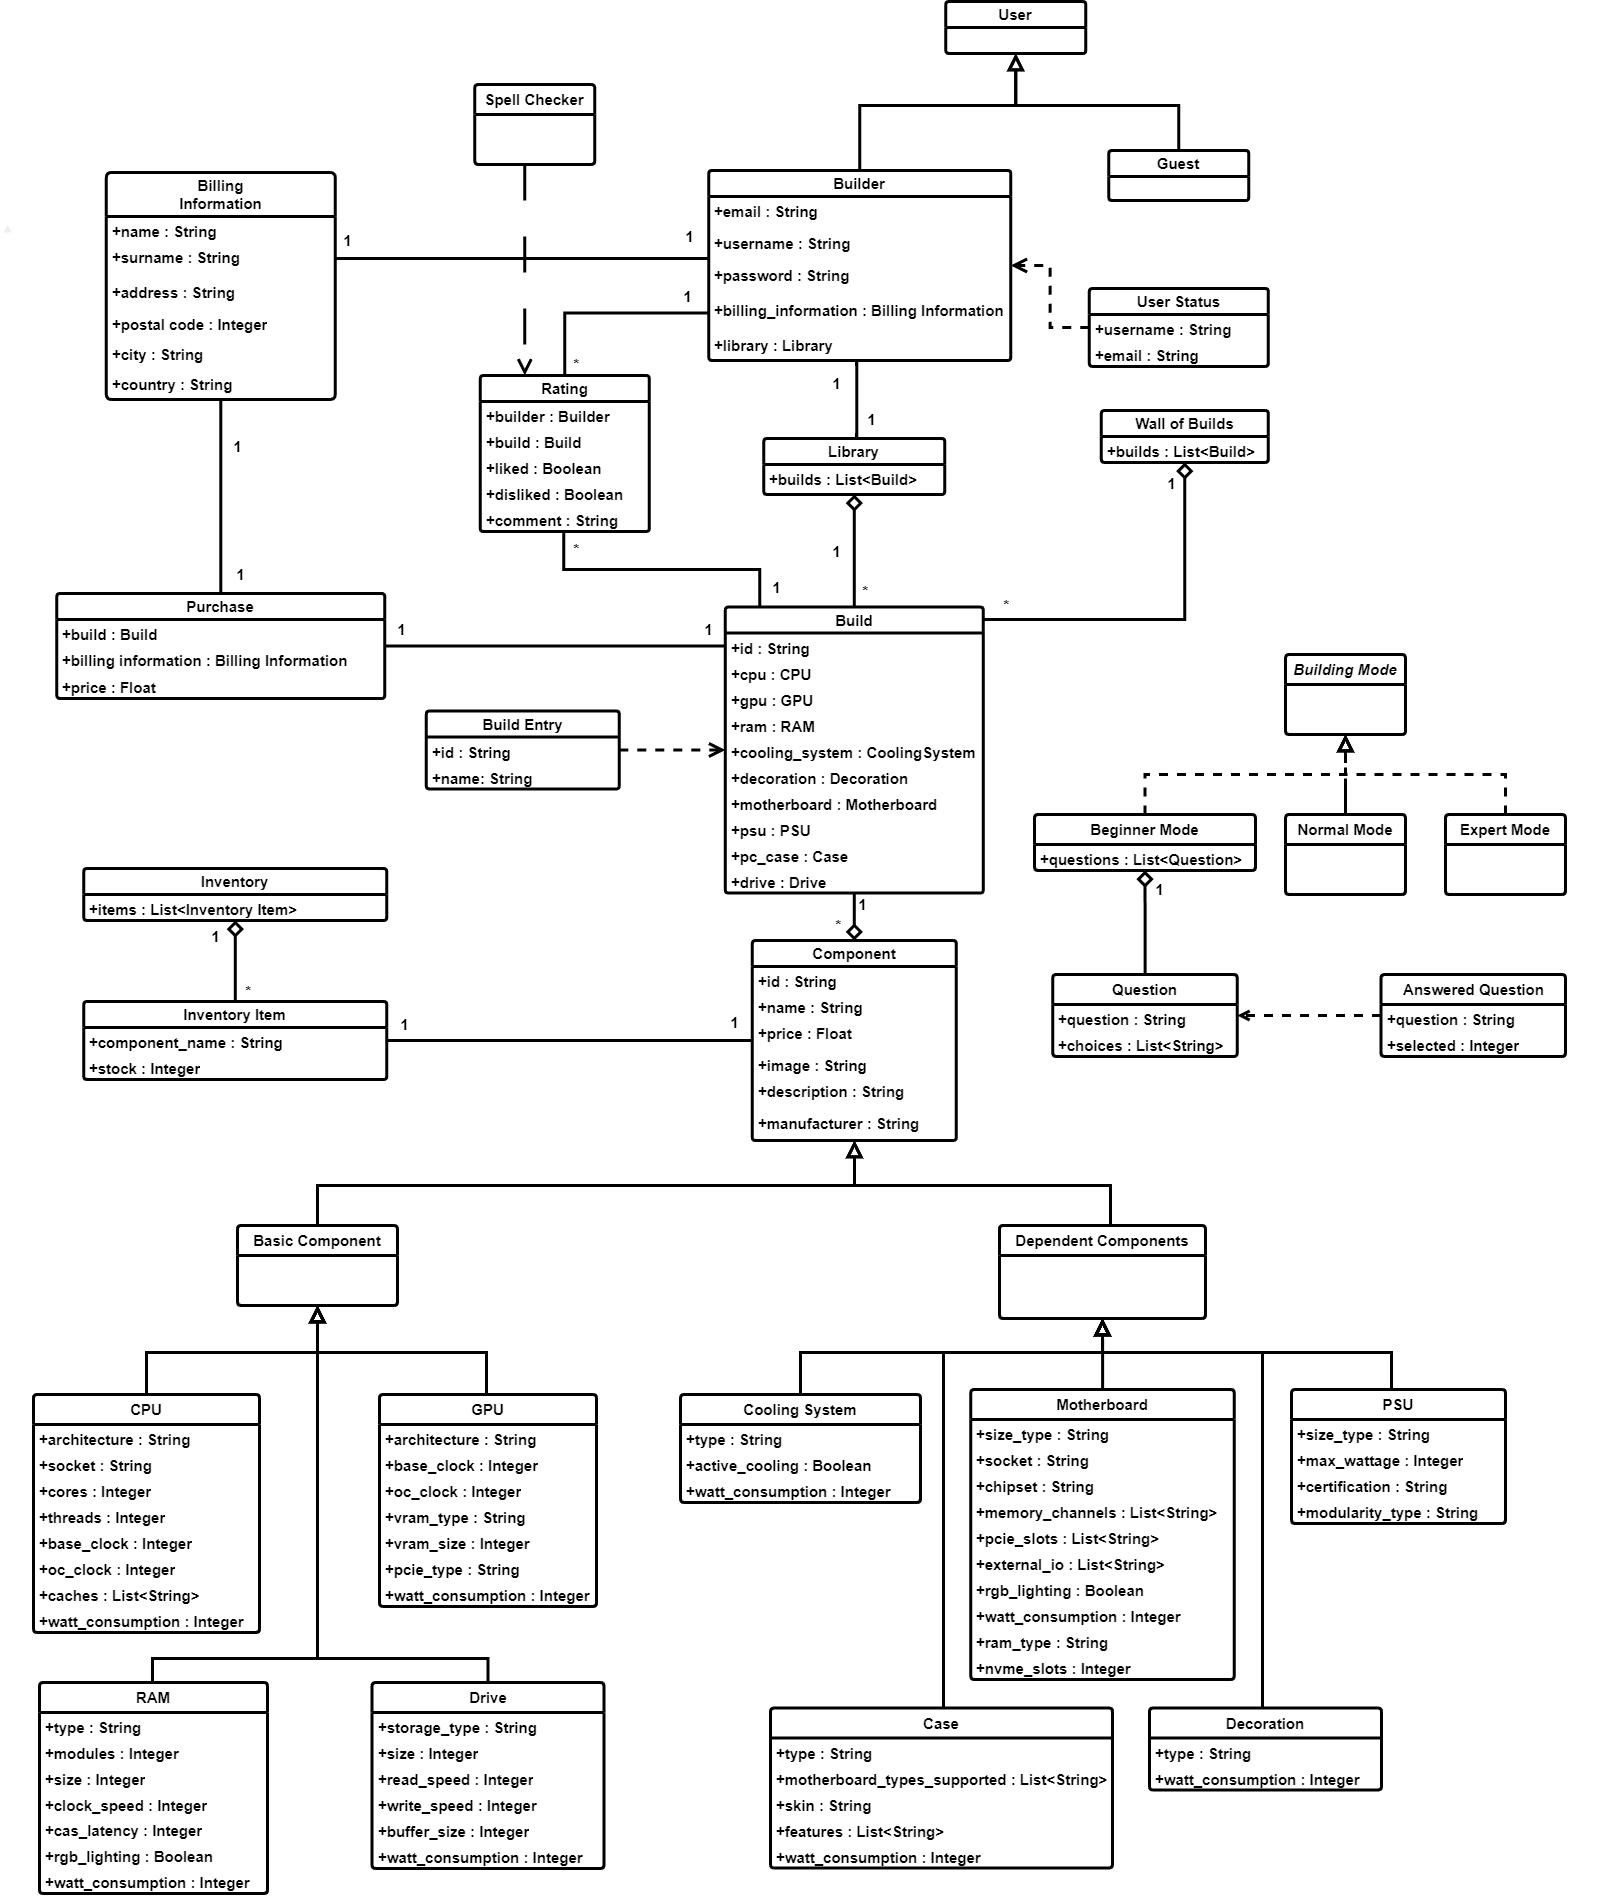 User
Spell Checker
Guest
Billing
Information
+name : String
+surname : String
+address : String
+postal code : Integer
+city : String
+country : String
1
1
Builder
+email : String
+username : String
+password : String
+billing_information : Billing Information
+library : Library
1
*
User Status
+username : String
+email : String
Rating
+builder : Builder
+build : Build
+liked : Boolean
+disliked : Boolean
+comment : String
1
1
Library
+builds : List<Build>
Wall of Builds
+builds : List<Build>
1
1
1
*
1
1
*
*
Purchase
+build : Build
+billing information : Billing Information
+price : Float
1
1
Build
+id : String
+cpu : CPU
+gpu : GPU
+ram : RAM
+cooling_system : CoolingSystem
+decoration : Decoration
+motherboard : Motherboard
+psu : PSU
+pc_case : Case
+drive : Drive
Build Entry
+id : String
+name: String
Building Mode
Beginner Mode
+questions : List<Question>
Normal Mode
Expert Mode
1
Inventory
+items : List<Inventory Item>
1
*
1
*
Inventory Item
+component_name : String
+stock : Integer
1
1
Component
+id : String
+name : String
+price : Float
+image : String
+description : String
+manufacturer : String
Question
+question : String
+choices : List<String>
Answered Question
+question : String
+selected : Integer
Basic Component
Dependent Components
CPU
+architecture : String
+socket : String
+cores : Integer
+threads : Integer
+base_clock : Integer
+oc_clock : Integer
+caches : List<String>
+watt_consumption : Integer
GPU
+architecture : String
+base_clock : Integer
+oc_clock : Integer
+vram_type : String
+vram_size : Integer
+pcie_type : String
+watt_consumption : Integer
Cooling System
+type : String
+active_cooling : Boolean
+watt_consumption : Integer
Motherboard
+size_type : String
+socket : String
+chipset : String
+memory_channels : List<String>
+pcie_slots : List<String>
+external_io : List<String>
+rgb_lighting : Boolean
+watt_consumption : Integer
+ram_type : String
+nvme_slots : Integer
PSU
+size_type : String
+max_wattage : Integer
+certification : String
+modularity_type : String
RAM
+type : String
+modules : Integer
+size : Integer
+clock_speed : Integer
+cas_latency : Integer
+rgb_lighting : Boolean
+watt_consumption : Integer
Drive
+storage_type : String
+size : Integer
+read_speed : Integer
+write_speed : Integer
+buffer_size : Integer
+watt_consumption : Integer
Case
+type : String
+motherboard_types_supported : List<String>
+skin : String
+features : List<String>
+watt_consumption : Integer
Decoration
+type : String
+watt_consumption : Integer